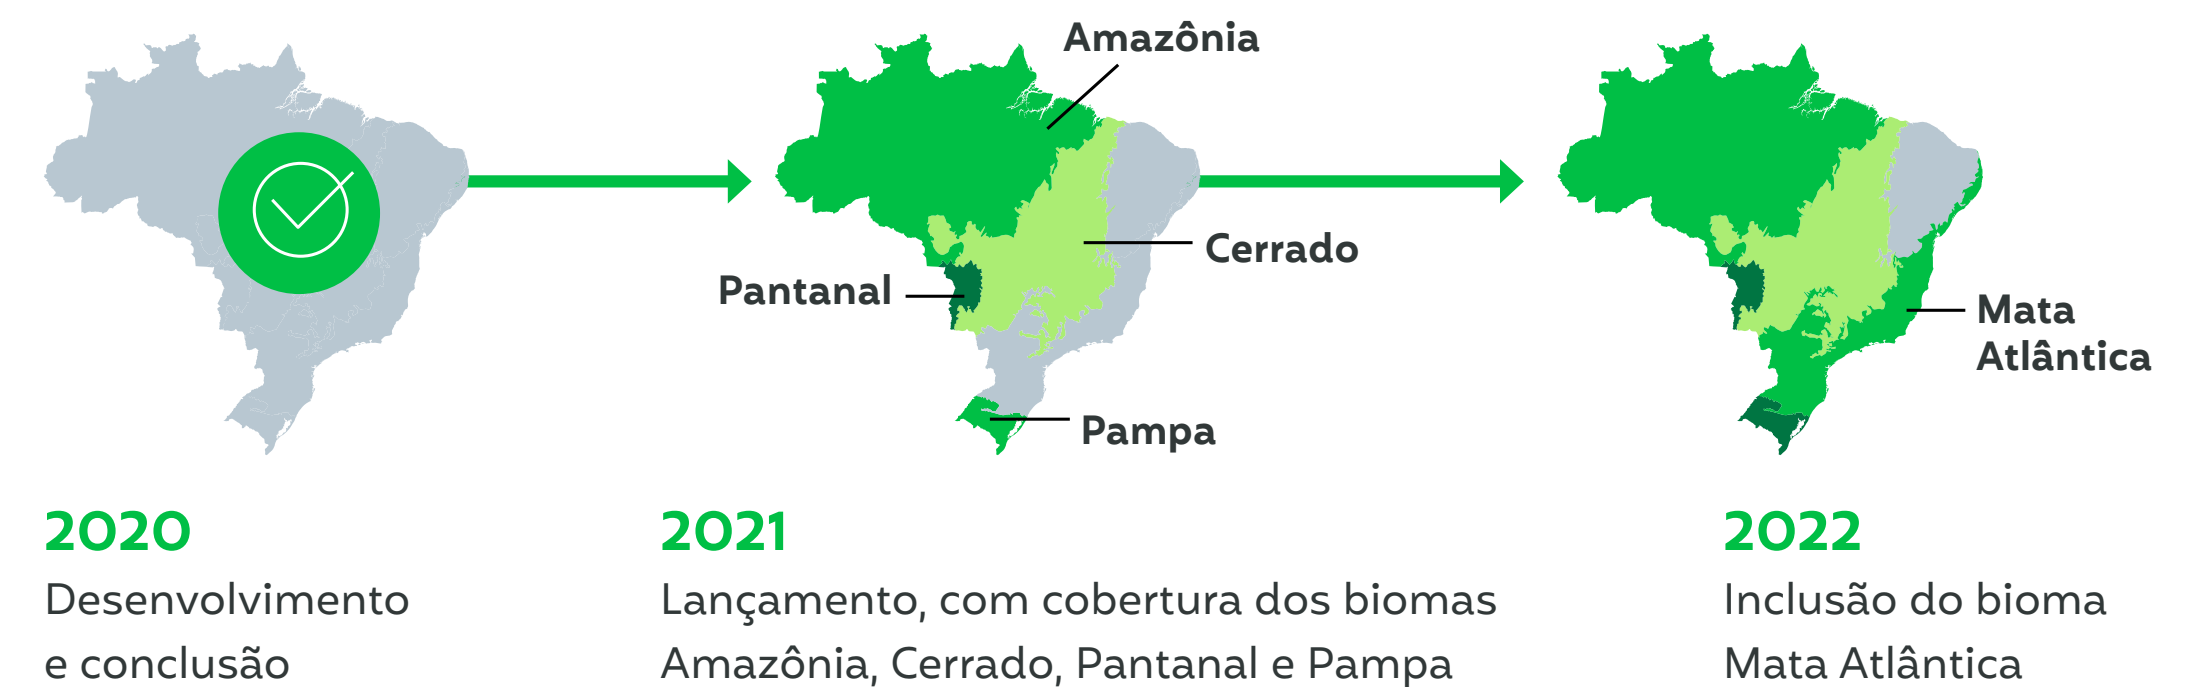 Amazônia
Cerrado
Pantanal
Pampa
Mata
Atlântica
2020
Desenvolvimento
e conclusão
2021
Lançamento, com cobertura dos biomas
Amazônia, Cerrado, Pantanal e Pampa
2022
Inclusão do bioma
Mata Atlântica